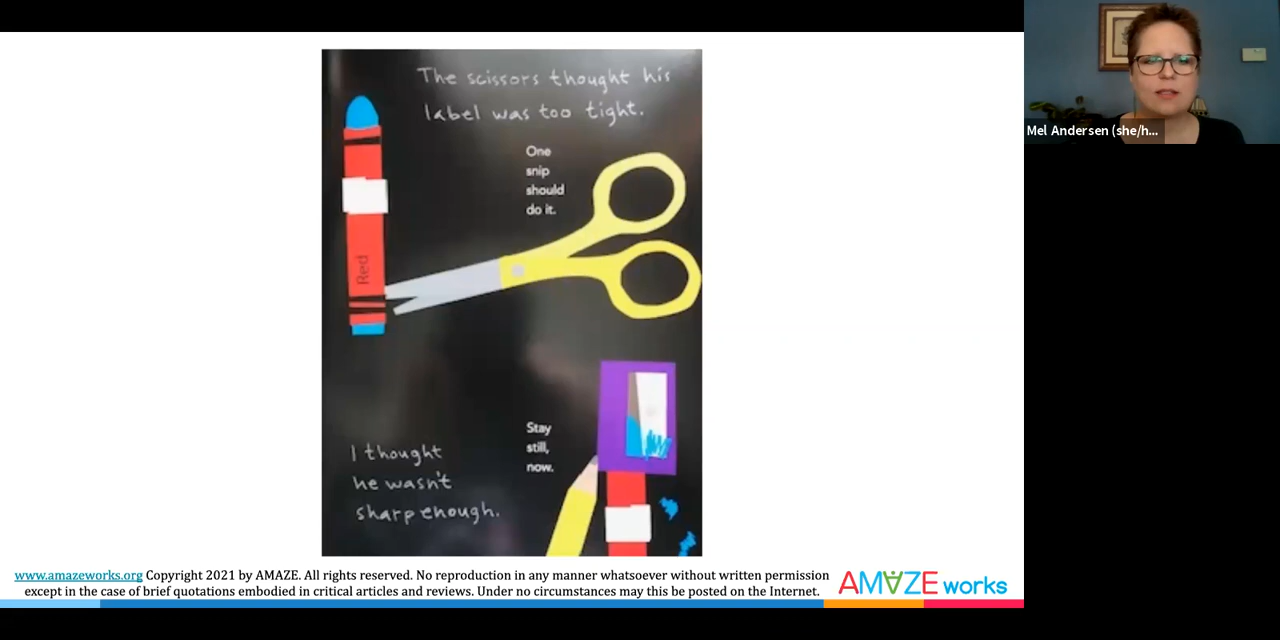 The scissors thought his
label was too tight.
One
snip
should
do it.
Red
Stay
still,
now.
I thought
he wasn't
sharp enough.
Mel Andersen (she/h...
www.amazeworks.org Copyright 2021 by AMAZE. All rights reserved. No reproduction in any manner whatsoever without written permission
except in the case of brief quotations embodied in critical articles and reviews. Under no circumstances may this be posted on the Internet.
AMAZE works